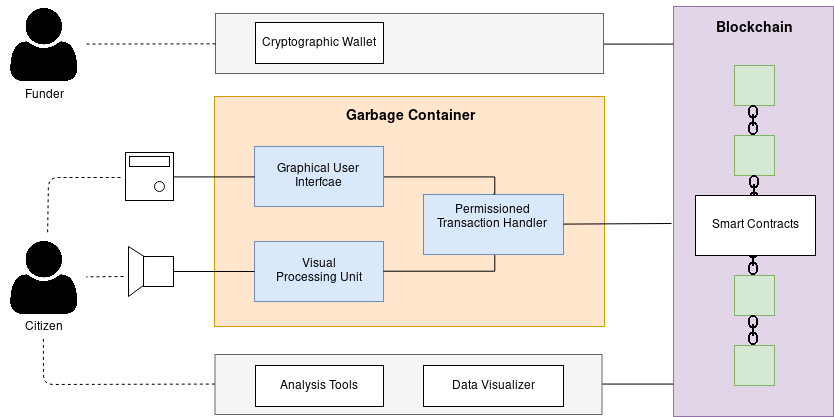 Funder
Cryptographic Wallet
Blockchain
Garbage Container
Graphical User
Interfcae
Permissioned
Transaction Handler
Visual
Processing Unit
Smart Contracts
Citizen
Analysis Tools
Data Visualizer